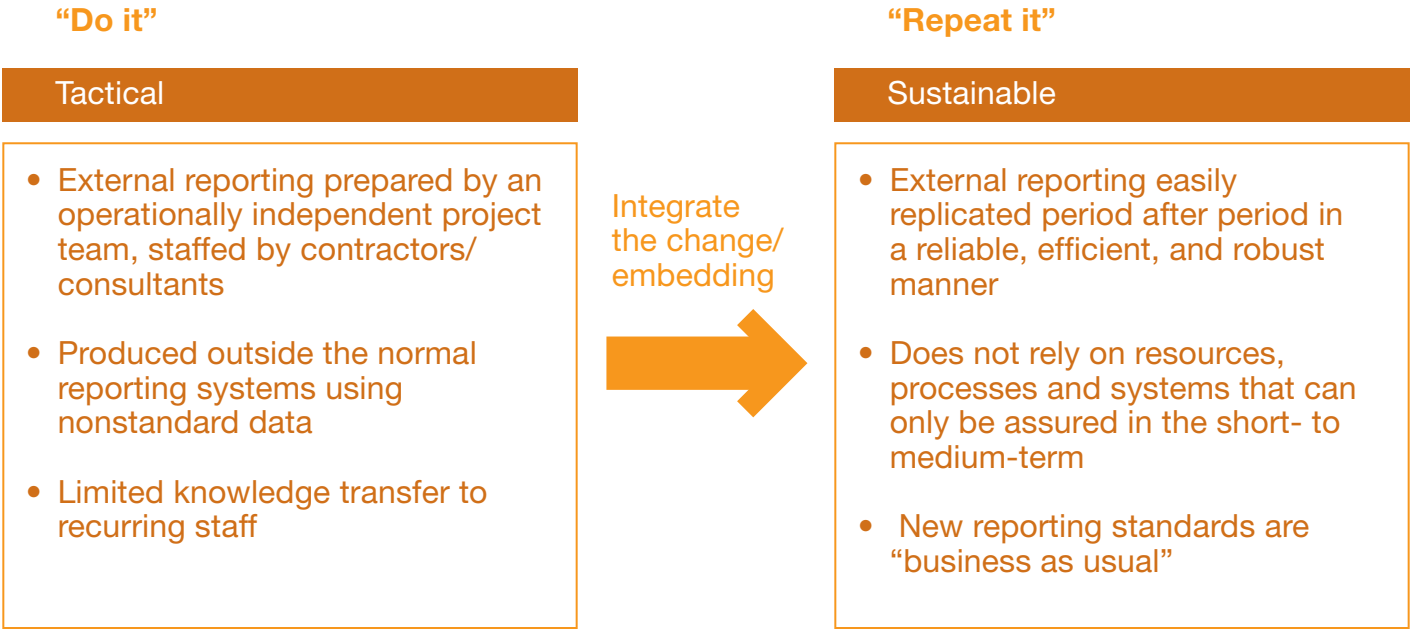 “Do it”
Tactical
• External reporting prepared by an
operationally independent project
team, staffed by contractors/
consultants
• Produced outside the normal
reporting systems using
nonstandard data
• Limited knowledge transfer to
recurring staff
Integrate
the change/
embedding
“Repeat it”
Sustainable
• External reporting easily
replicated period after period in
a reliable, efficient, and robust
manner
• Does not rely on resources,
processes and systems that can
only be assured in the short- to
medium-term
• New reporting standards are
“business as usual”